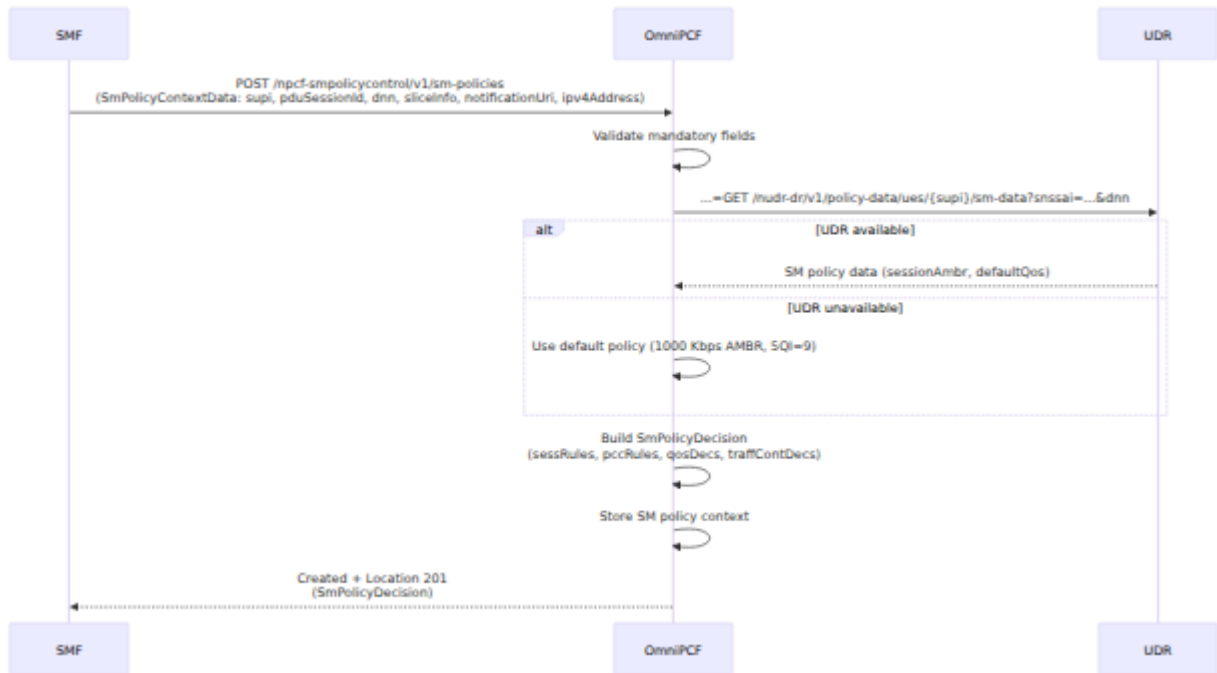 SMF
OmniPCF
UDR
POST /npcf-smpolicycontrol/v1/sm-policies
(SmPolicyContextData: supi, pduSessionId, dnn, sliceInfo, notificationUri, ipv4Address)
Validate mandatory fields
...=GET /nudr-dr/v1/policy-data/ues/{supi}/sm-data?snssai=...&dnn
alt
[UDR available]
SM policy data (sessionAmbr, defaultQos)
[UDR unavailable]
Use default policy (1000 Kbps AMBR, 5QI=9)
Build SmPolicyDecision
(sessRules, pccRules, qosDecs, traffContDecs)
Store SM policy context
Created + Location 201
(SmPolicyDecision)
SMF
OmniPCF
UDR